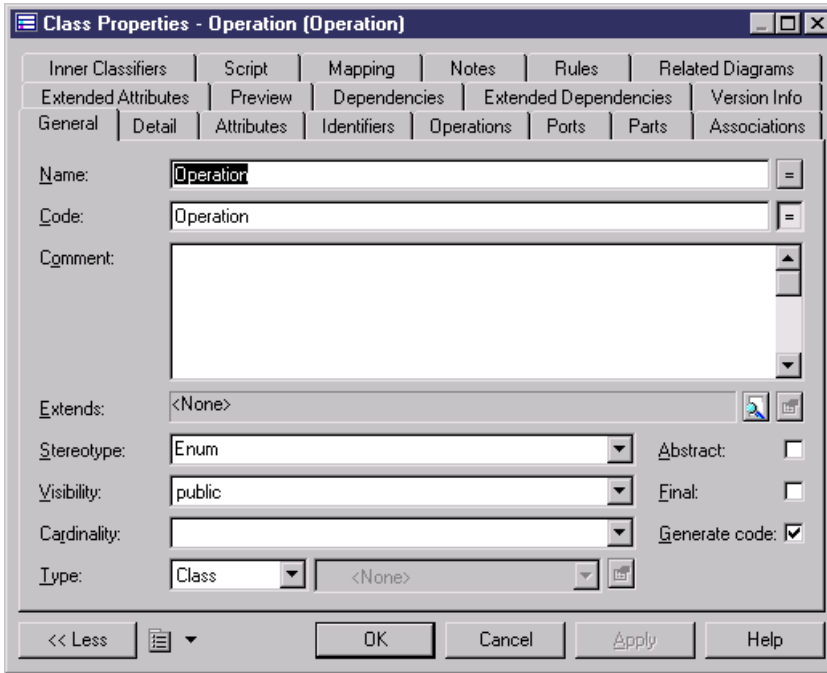 Class Properties - Operation (Operation)
Inner Classifiers Script Mapping Notes Rules Related Diagrams
Extended Attributes Preview Dependencies Extended Dependencies Version Info
General Detail Attributes Identifiers Operations Ports Parts Associations
Name: Operation =
Code: Operation =
Comment:
Extends: <None>
Stereotype: Enum Abstract:
Visibility: public Final:
Cardinality: Generate code:
Type: Class <None>
<< Less OK Cancel Apply Help